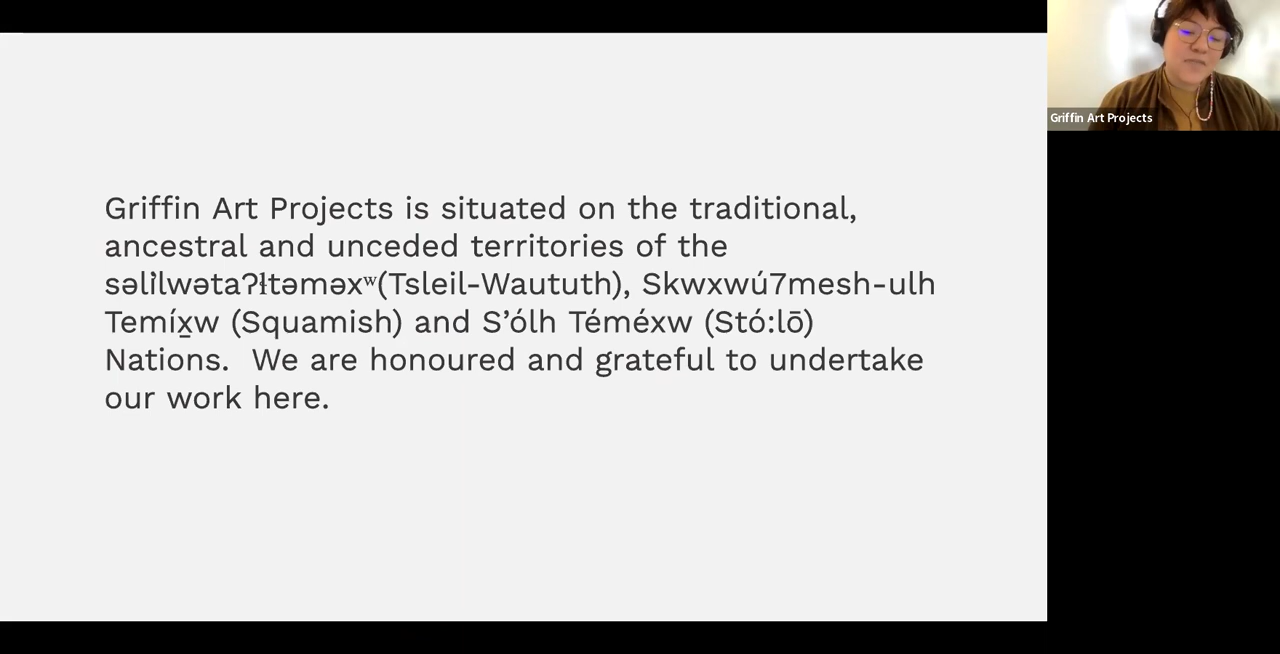 Griffin Art Projects is situated on the traditional,
ancestral and unceded territories of the
səl̓ilwətaʔɬtəməxʷ(Tsleil-Waututh), Skwxwú7mesh-ulh
Temíx̱w (Squamish) and S’ólh Téméxw (Stó:lō)
Nations.  We are honoured and grateful to undertake
our work here.
Griffin Art Projects